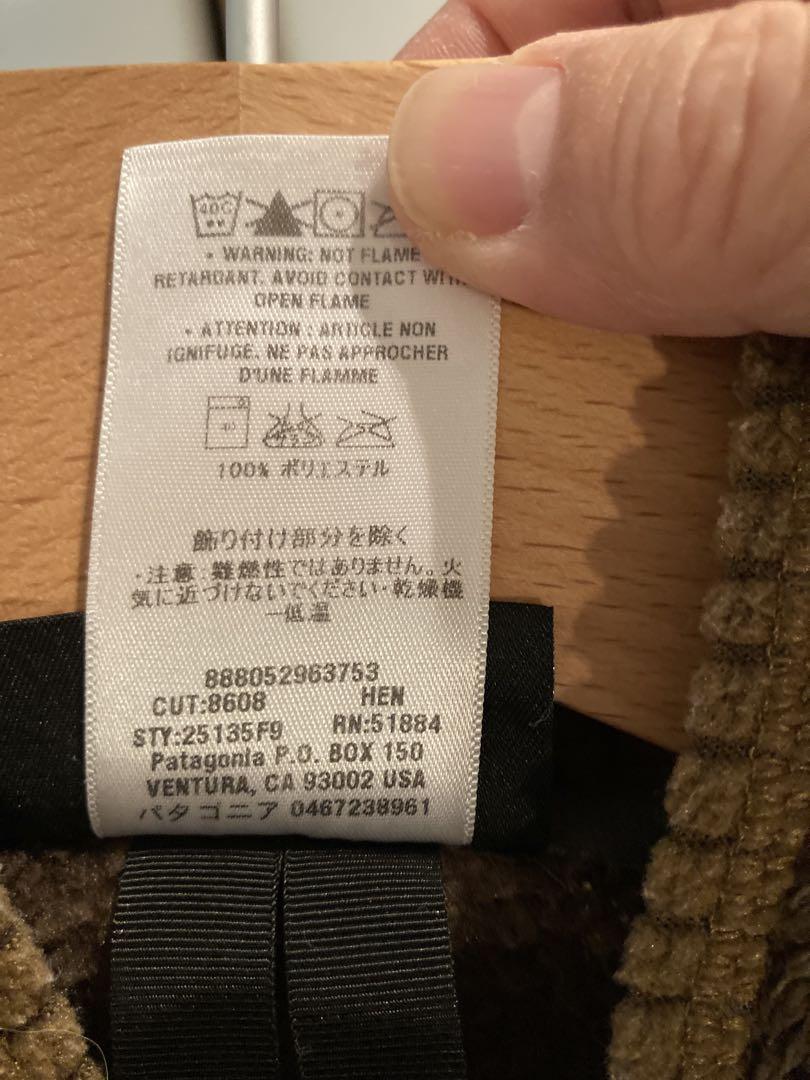 40C
• WARNING: NOT FLAME
RETARDANT. AVOID CONTACT WITH
OPEN FLAME
• ATTENTION : ARTICLE NON
IGNIFUGE. NE PAS APPROCHER
D'UNE FLAMME
40
100% ポリエステル
飾り付け部分を除く
・注意:難燃性ではありません。火
気に近づけないでください・乾燥機
一低温
888052963753
CUT:8608 HEN
STY:25135F9 RN:51884
Patagonia P.O. BOX 150
VENTURA, CA 93002 USA
パタゴニア 0467238961